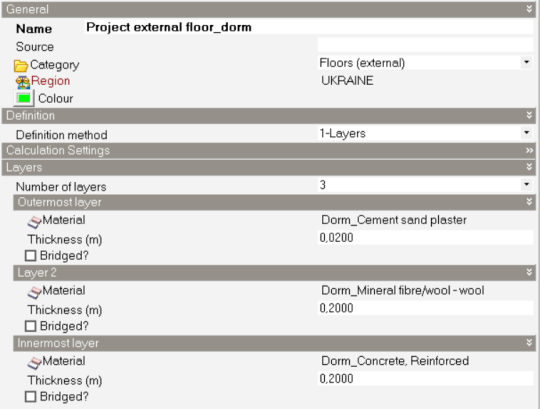 General
Name Project external floor_dorm
Source
Category Floors (external)
Region UKRAINE
Colour
Definition
Definition method 1-Layers
Calculation Settings
Layers
Number of layers 3
Outermost layer
Material Dorm_Cement sand plaster
Thickness (m) 0,0200
Bridged?
Layer 2
Material Dorm_Mineral fibre/wool - wool
Thickness (m) 0,2000
Bridged?
Innermost layer
Material Dorm_Concrete, Reinforced
Thickness (m) 0,2000
Bridged?